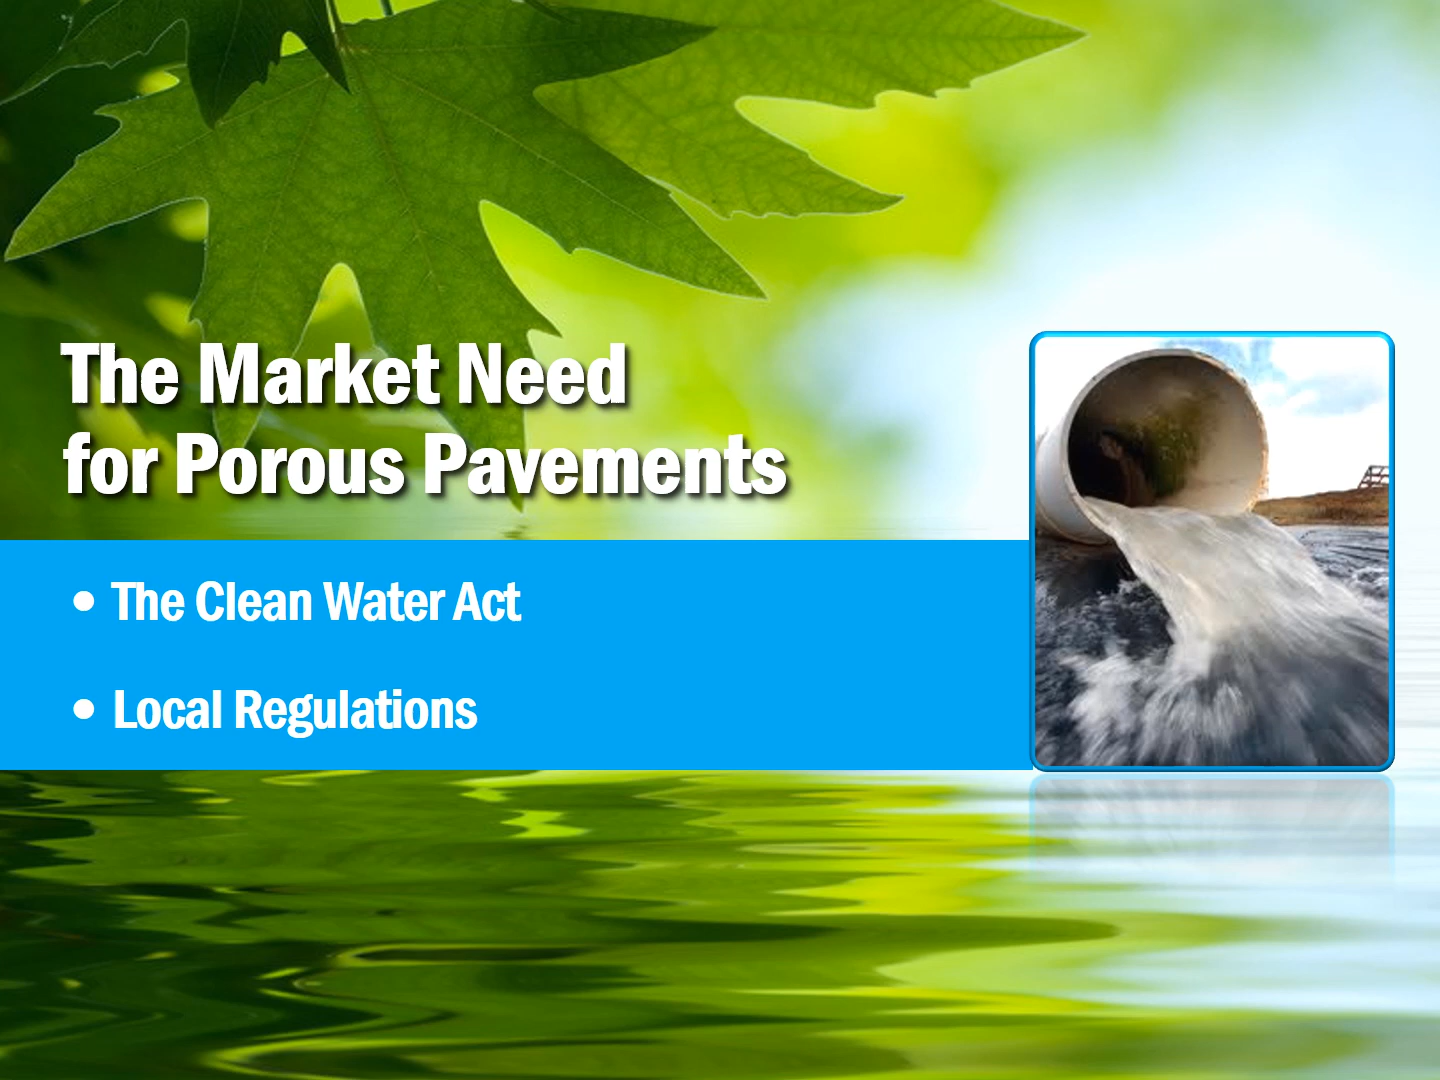 The Market Need
for Porous Pavements
• The Clean Water Act
• Local Regulations